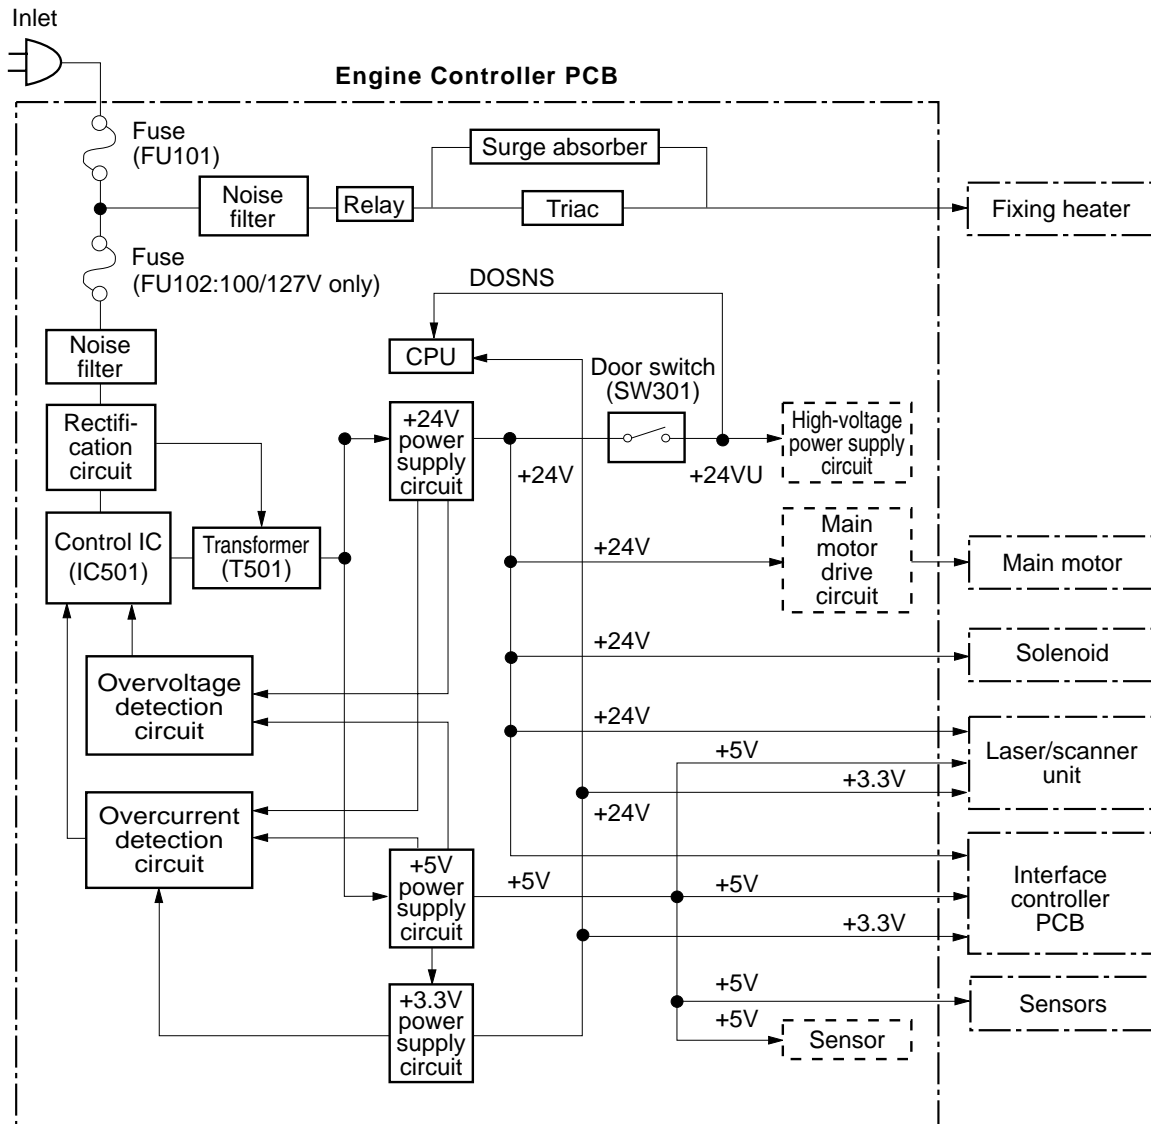 Inlet
Engine Controller PCB
Fuse
(FU101)
Surge absorber
Noise
filter
Relay
Triac
Fixing heater
Fuse
(FU102:100/127V only)
DOSNS
Noise
filter
CPU
Door switch
(SW301)
Rectifi-
cation
circuit
+24V
power
supply
circuit
+24V
+24VU
High-voltage
power supply
circuit
Control IC
(IC501)
Transformer
(T501)
+24V
Main
motor
drive
circuit
Main motor
+24V
Solenoid
Overvoltage
detection
circuit
+24V
+5V
+3.3V
Laser/scanner
unit
Overcurrent
detection
circuit
+24V
+5V
power
supply
circuit
+5V
+5V
+3.3V
Interface
controller
PCB
+3.3V
power
supply
circuit
+5V
Sensors
+5V
Sensor